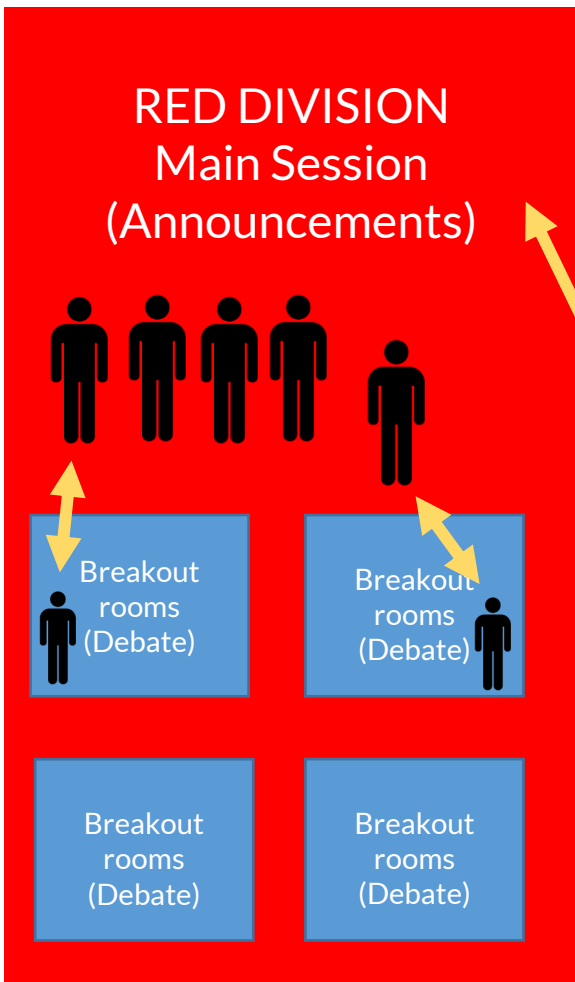 RED DIVISION
Main Session
(Announcements)
Breakout
rooms
(Debate)
Breakout
rooms
(Debate)
Breakout
rooms
(Debate)
Breakout
rooms
(Debate)